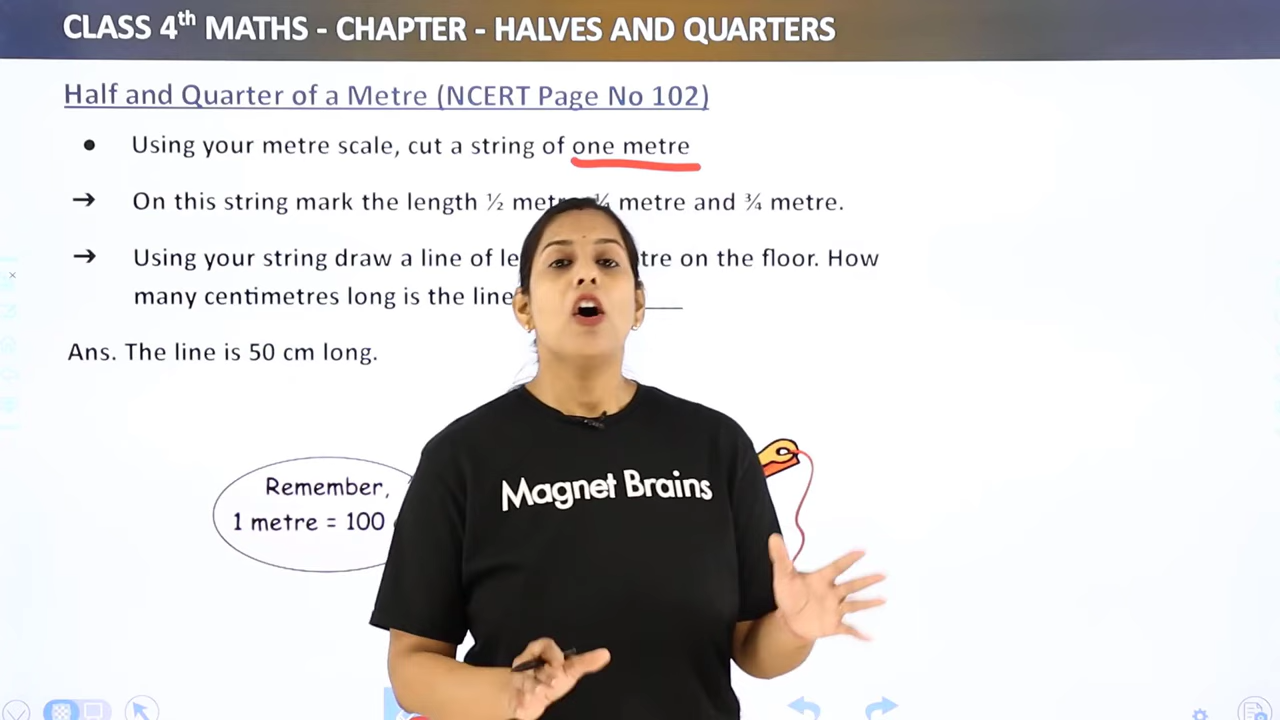 CLASS 4th MATHS - CHAPTER - HALVES AND QUARTERS
Half and Quarter of a Metre (NCERT Page No 102)
● Using your metre scale, cut a string of one metre
→ On this string mark the length ½ metre ¼ metre and ¾ metre.
→ Using your string draw a line of on the floor. How
many centimetres long is the line
Ans. The line is 50 cm long.
Remember,
1 metre = 100
Magnet Brains